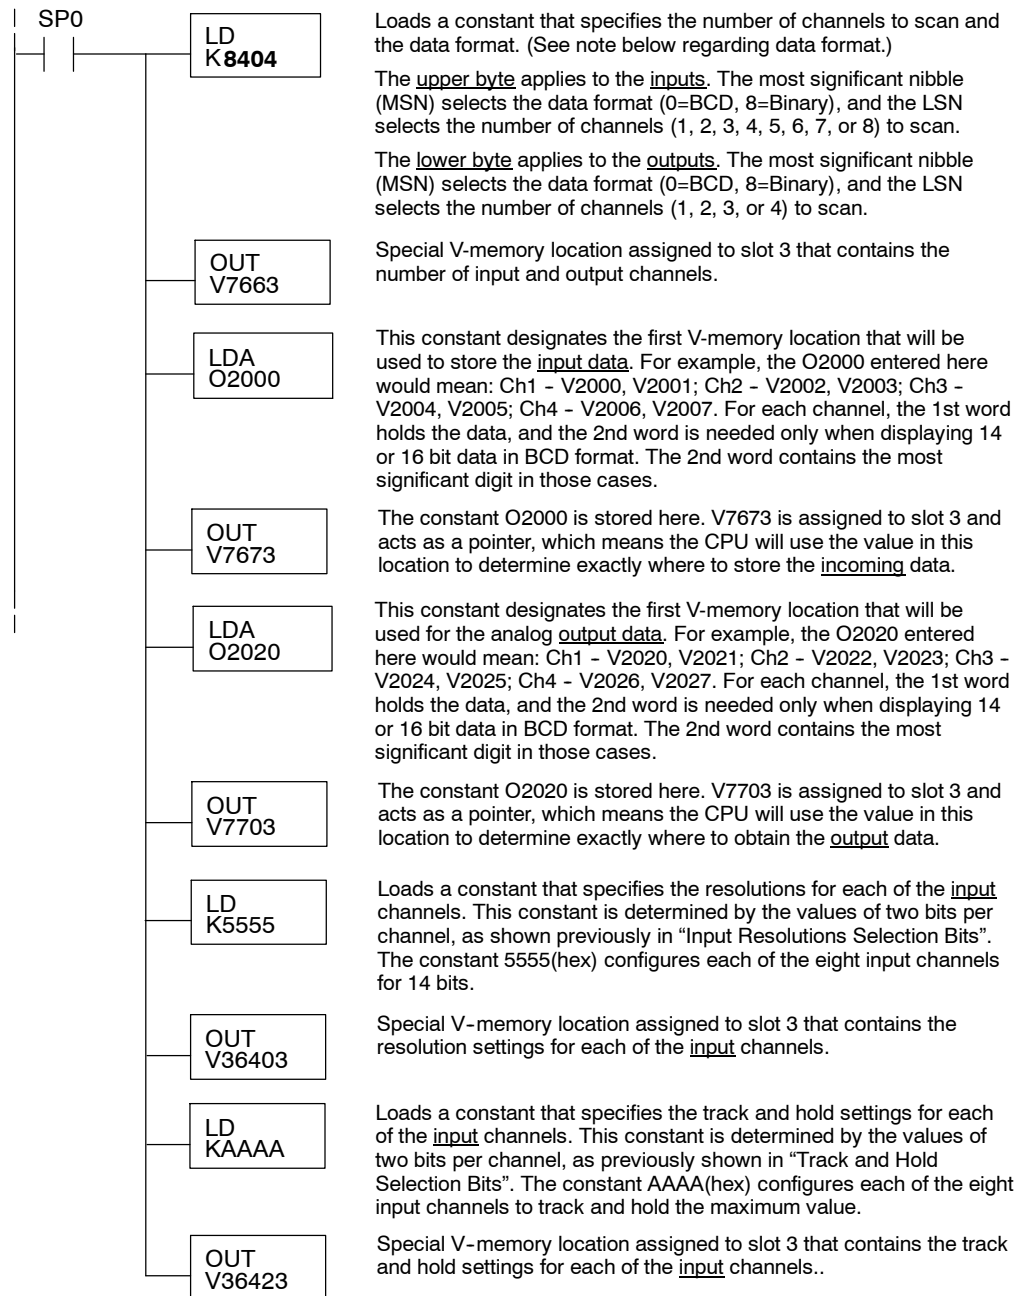 SP0
LD
K8404
Loads a constant that specifies the number of channels to scan and
the data format. (See note below regarding data format.)
The upper byte applies to the inputs. The most significant nibble
(MSN) selects the data format (0=BCD, 8=Binary), and the LSN
selects the number of channels (1, 2, 3, 4, 5, 6, 7, or 8) to scan.
The lower byte applies to the outputs. The most significant nibble
(MSN) selects the data format (0=BCD, 8=Binary), and the LSN
selects the number of channels (1, 2, 3, or 4) to scan.
OUT
V7663
Special V-memory location assigned to slot 3 that contains the
number of input and output channels.
LDA
O2000
This constant designates the first V-memory location that will be
used to store the input data. For example, the O2000 entered here
would mean: Ch1 - V2000, V2001; Ch2 - V2002, V2003; Ch3 -
V2004, V2005; Ch4 - V2006, V2007. For each channel, the 1st word
holds the data, and the 2nd word is needed only when displaying 14
or 16 bit data in BCD format. The 2nd word contains the most
significant digit in those cases.
OUT
V7673
The constant O2000 is stored here. V7673 is assigned to slot 3 and
acts as a pointer, which means the CPU will use the value in this
location to determine exactly where to store the incoming data.
LDA
O2020
This constant designates the first V-memory location that will be
used for the analog output data. For example, the O2020 entered
here would mean: Ch1 - V2020, V2021; Ch2 - V2022, V2023; Ch3 -
V2024, V2025; Ch4 - V2026, V2027. For each channel, the 1st word
holds the data, and the 2nd word is needed only when displaying 14
or 16 bit data in BCD format. The 2nd word contains the most
significant digit in those cases.
OUT
V7703
The constant O2020 is stored here. V7703 is assigned to slot 3 and
acts as a pointer, which means the CPU will use the value in this
location to determine exactly where to obtain the output data.
LD
K5555
Loads a constant that specifies the resolutions for each of the input
channels. This constant is determined by the values of two bits per
channel, as shown previously in “Input Resolutions Selection Bits”.
The constant 5555(hex) configures each of the eight input channels
for 14 bits.
OUT
V36403
Special V-memory location assigned to slot 3 that contains the
resolution settings for each of the input channels.
LD
KAAAA
Loads a constant that specifies the track and hold settings for each
of the input channels. This constant is determined by the values of
two bits per channel, as previously shown in “Track and Hold
Selection Bits”. The constant AAAA(hex) configures each of the eight
input channels to track and hold the maximum value.
OUT
V36423
Special V-memory location assigned to slot 3 that contains the track
and hold settings for each of the input channels..